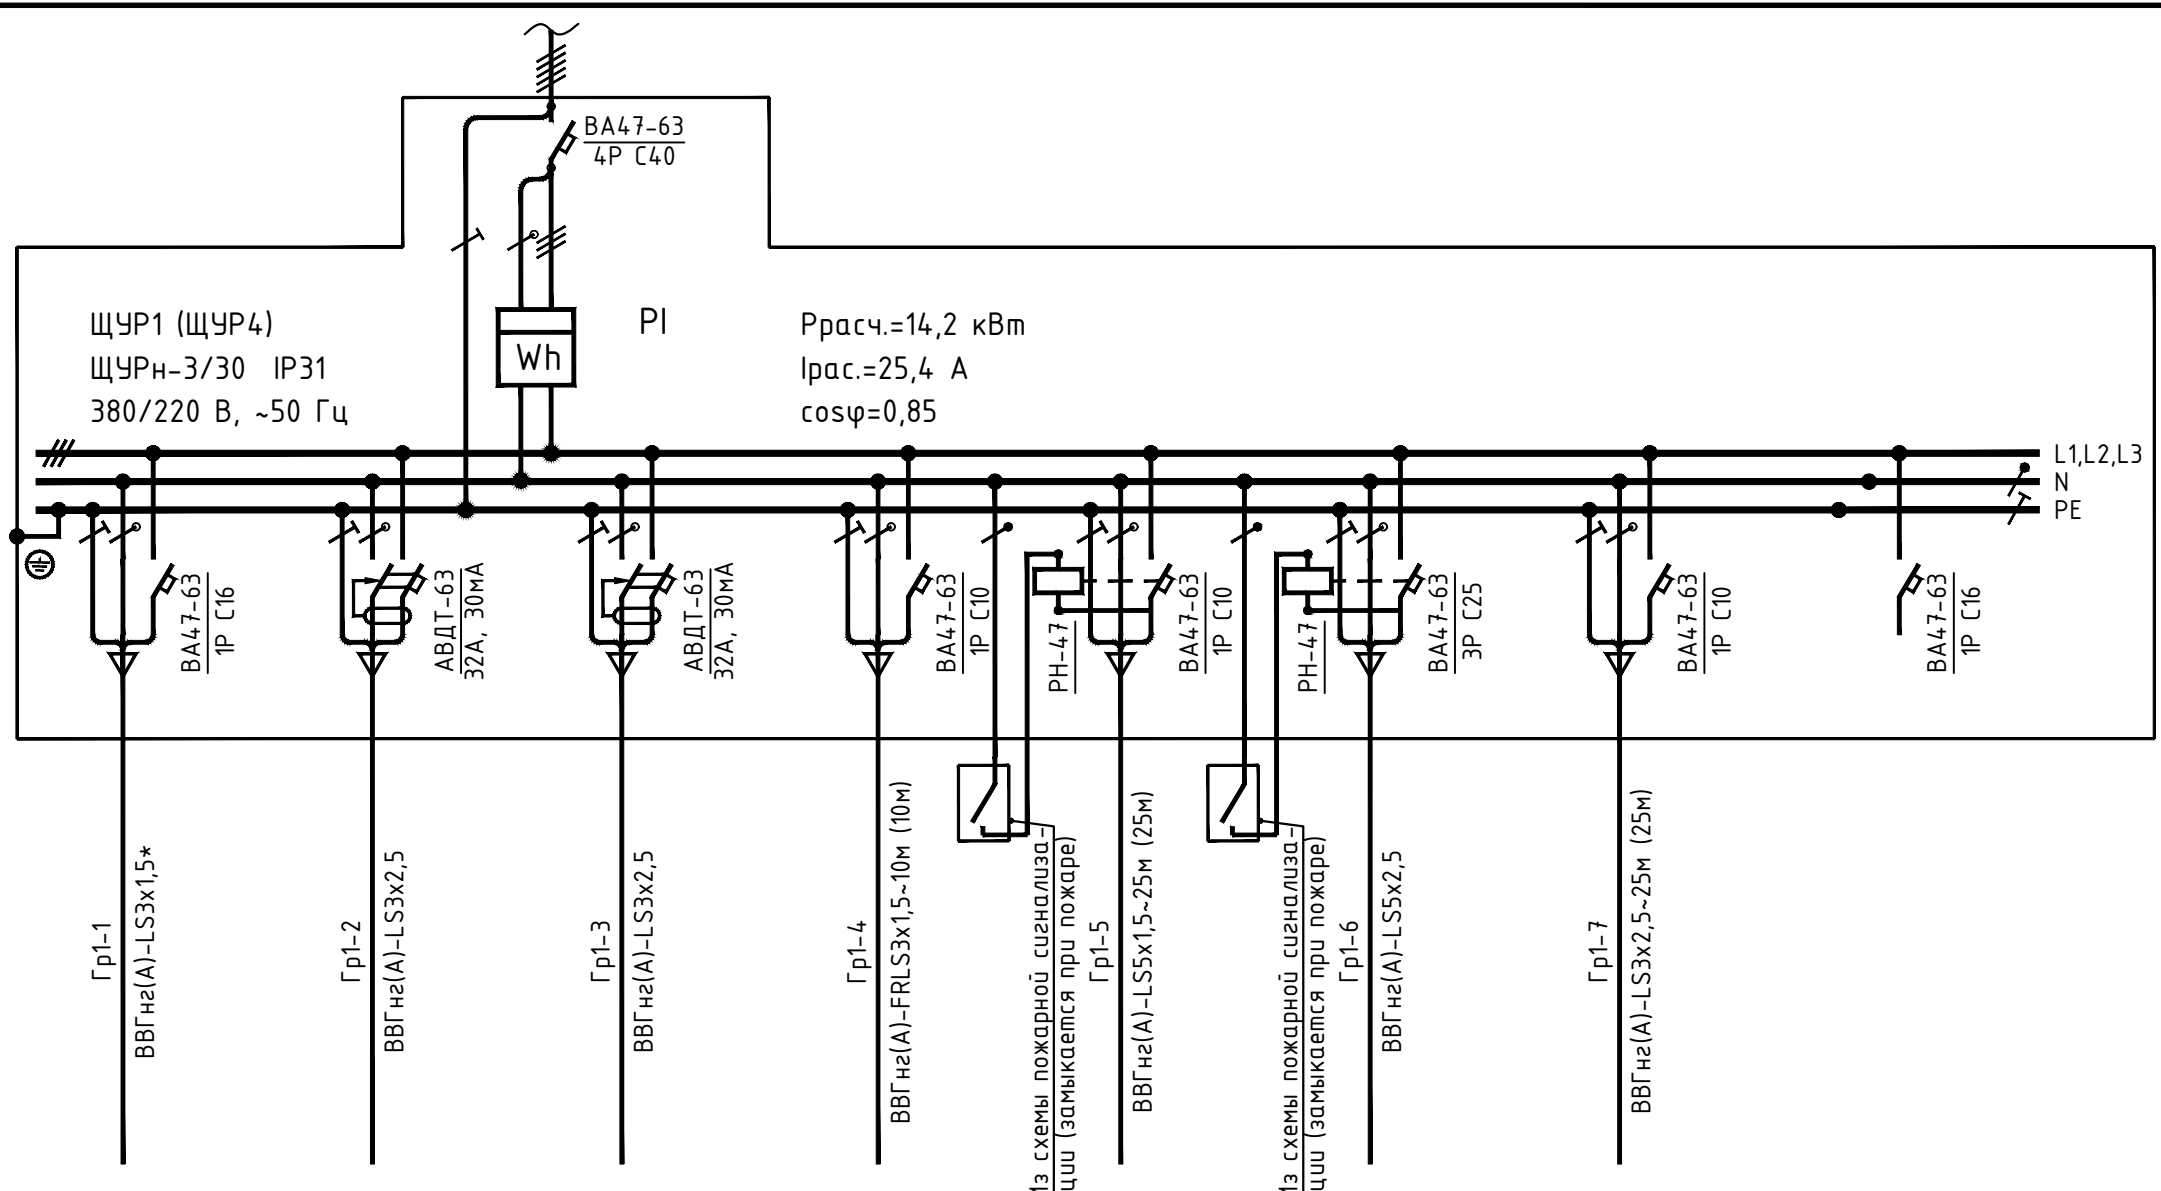 ВА47-63
4Р С40
ЩУР1 (ЩУР4)
ЩУРн-3/30 IP31
380/220 В, ~50 Гц
Wh
PI
Ррасч.=14,2 кВт
Iрас.=25,4 А
cosφ=0,85
L1,L2,L3
N
PE
ВА47-63
1Р С16
АВДТ-63
32А, 30мА
АВДТ-63
32А, 30мА
ВА47-63
1Р С10
РН-47
ВА47-63
1Р С10
РН-47
ВА47-63
3Р С25
ВА47-63
1Р С10
ВА47-63
1Р С16
Гр1-1
ВВГнг(А)-LS3х1,5*
Гр1-2
ВВГнг(А)-LS3х2,5
Гр1-3
ВВГнг(А)-LS3х2,5
Гр1-4
ВВГнг(А)-FRLS3х1,5~10м (10м)
Из схемы пожарной сигнализа-
ции (замыкается при пожаре)
Гр1-5
ВВГнг(А)-LS5х1,5~25м (25м)
Из схемы пожарной сигнализа-
ции (замыкается при пожаре)
Гр1-6
ВВГнг(А)-LS5х2,5
Гр1-7
ВВГнг(А)-LS3х2,5~25м (25м)